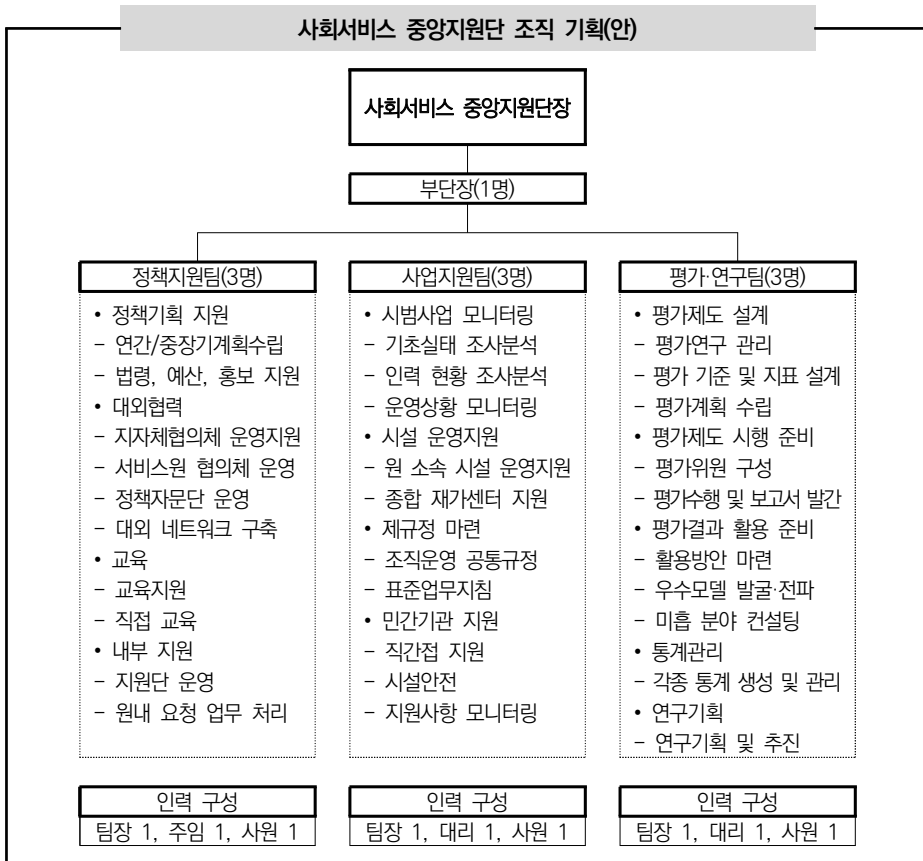 사회서비스 중앙지원단 조직 기획(안)
사회서비스 중앙지원단장
부단장(1명)
정책지원팀(3명)
• 정책기획 지원
– 연간/중장기계획수립
– 법령, 예산, 홍보 지원
• 대외협력
– 지자체협의체 운영지원
– 서비스원 협의체 운영
– 정책자문단 운영
– 대외 네트워크 구축
• 교육
– 교육지원
– 직접 교육
• 내부 지원
– 지원단 운영
– 원내 요청 업무 처리
인력 구성
팀장 1, 주임 1, 사원 1
사업지원팀(3명)
• 시범사업 모니터링
– 기초실태 조사분석
– 인력 현황 조사분석
– 운영상황 모니터링
• 시설 운영지원
– 원 소속 시설 운영지원
– 종합 재가센터 지원
• 제규정 마련
– 조직운영 공통규정
– 표준업무지침
• 민간기관 지원
– 직간접 지원
– 시설안전
– 지원사항 모니터링
인력 구성
팀장 1, 대리 1, 사원 1
평가·연구팀(3명)
• 평가제도 설계
– 평가연구 관리
– 평가 기준 및 지표 설계
– 평가계획 수립
• 평가제도 시행 준비
– 평가위원 구성
– 평가수행 및 보고서 발간
• 평가결과 활용 준비
– 활용방안 마련
– 우수모델 발굴·전파
– 미흡 분야 컨설팅
• 통계관리
– 각종 통계 생성 및 관리
• 연구기획
– 연구기획 및 추진
인력 구성
팀장 1, 대리 1, 사원 1